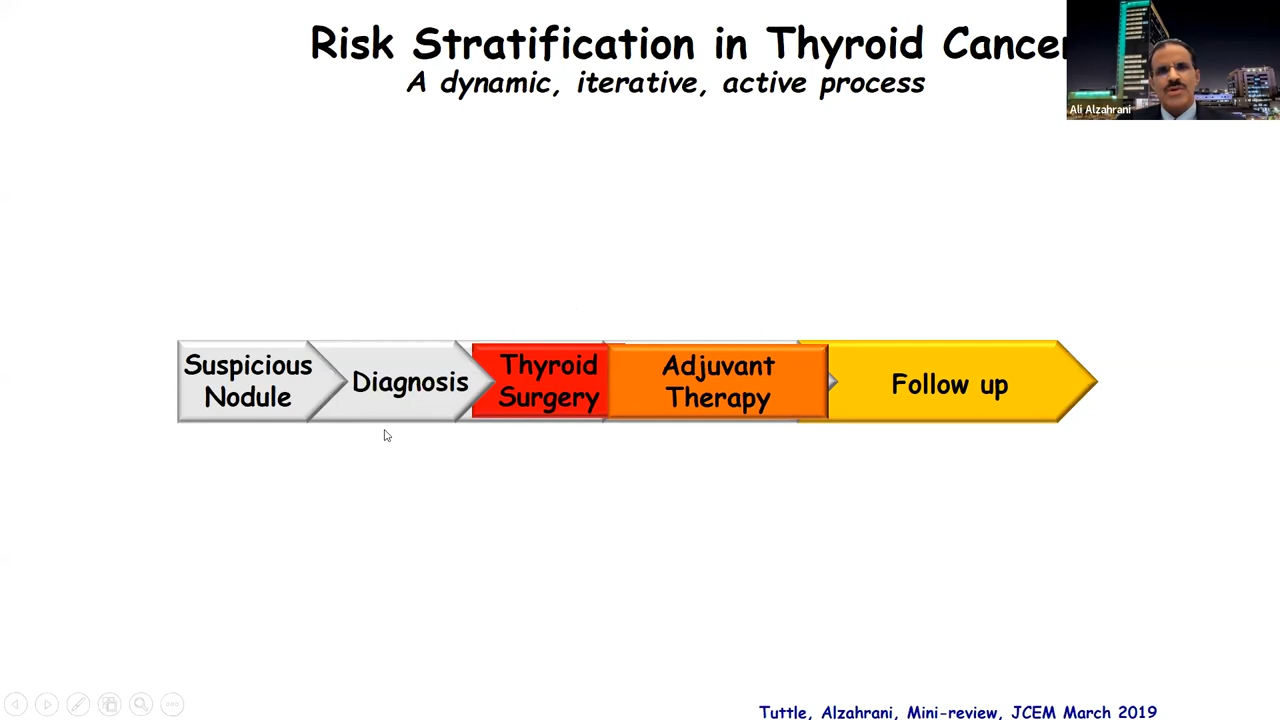 Risk Stratification in Thyroid Cancer
A dynamic, iterative, active process
Ali Alzahrani
Suspicious
Nodule
Diagnosis
Thyroid
Surgery
Adjuvant
Therapy
Follow up
Tuttle, Alzahrani, Mini-review, JCEM March 2019